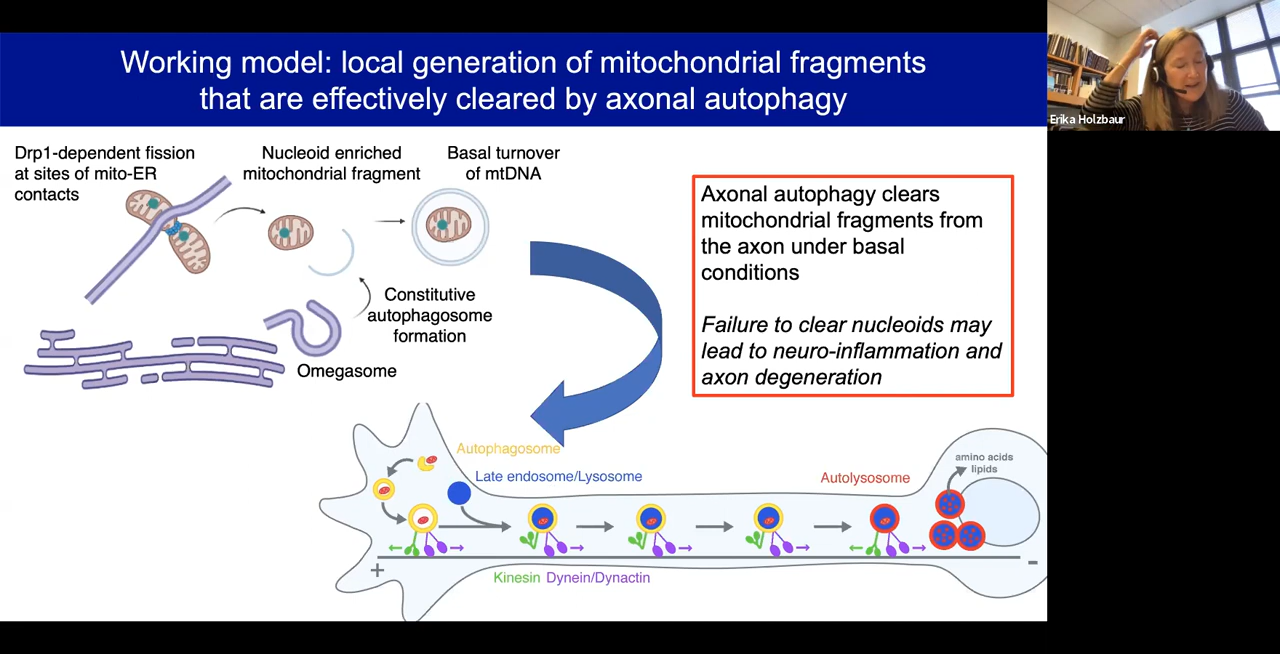 Working model: local generation of mitochondrial fragments
that are effectively cleared by axonal autophagy
Erika Holzbaur
Drp1-dependent fission
at sites of mito-ER
contacts
Nucleoid enriched
mitochondrial fragment
Basal turnover
of mtDNA
Constitutive
autophagosome
formation
Omegasome
Axonal autophagy clears
mitochondrial fragments from
the axon under basal
conditions
Failure to clear nucleoids may
lead to neuro-inflammation and
axon degeneration
Autophagosome
Late endosome/Lysosome
Autolysosome
amino acids
lipids
+
-
Kinesin Dynein/Dynactin